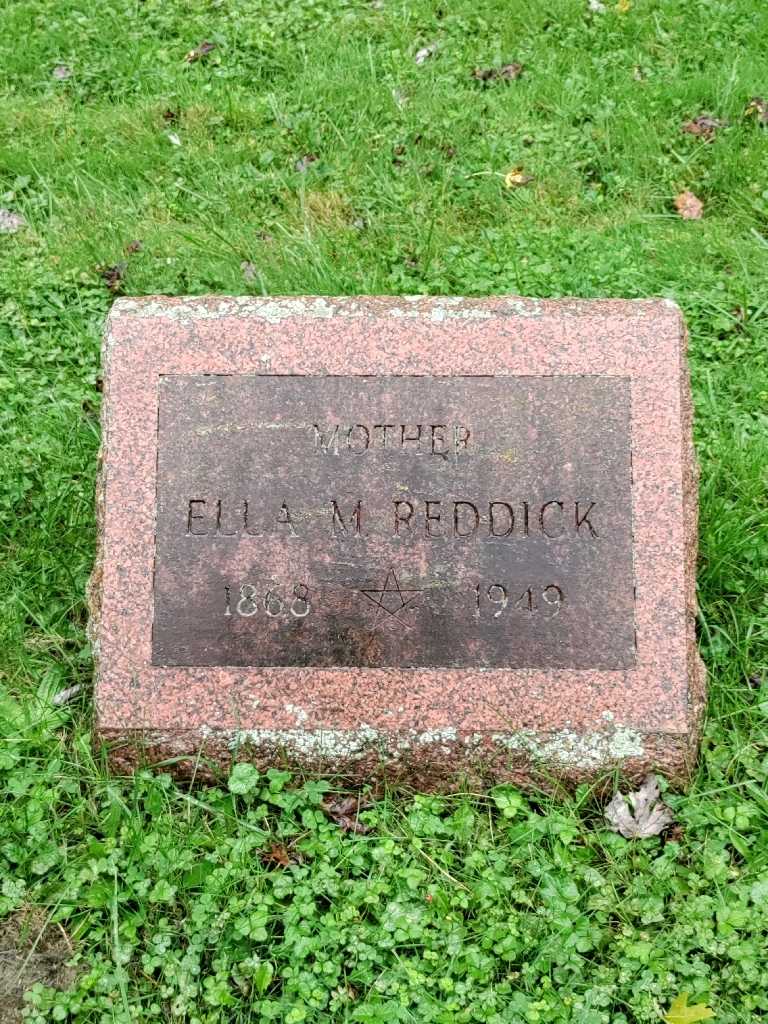 MOTHER
ELLA M. REDDICK
1868 1949